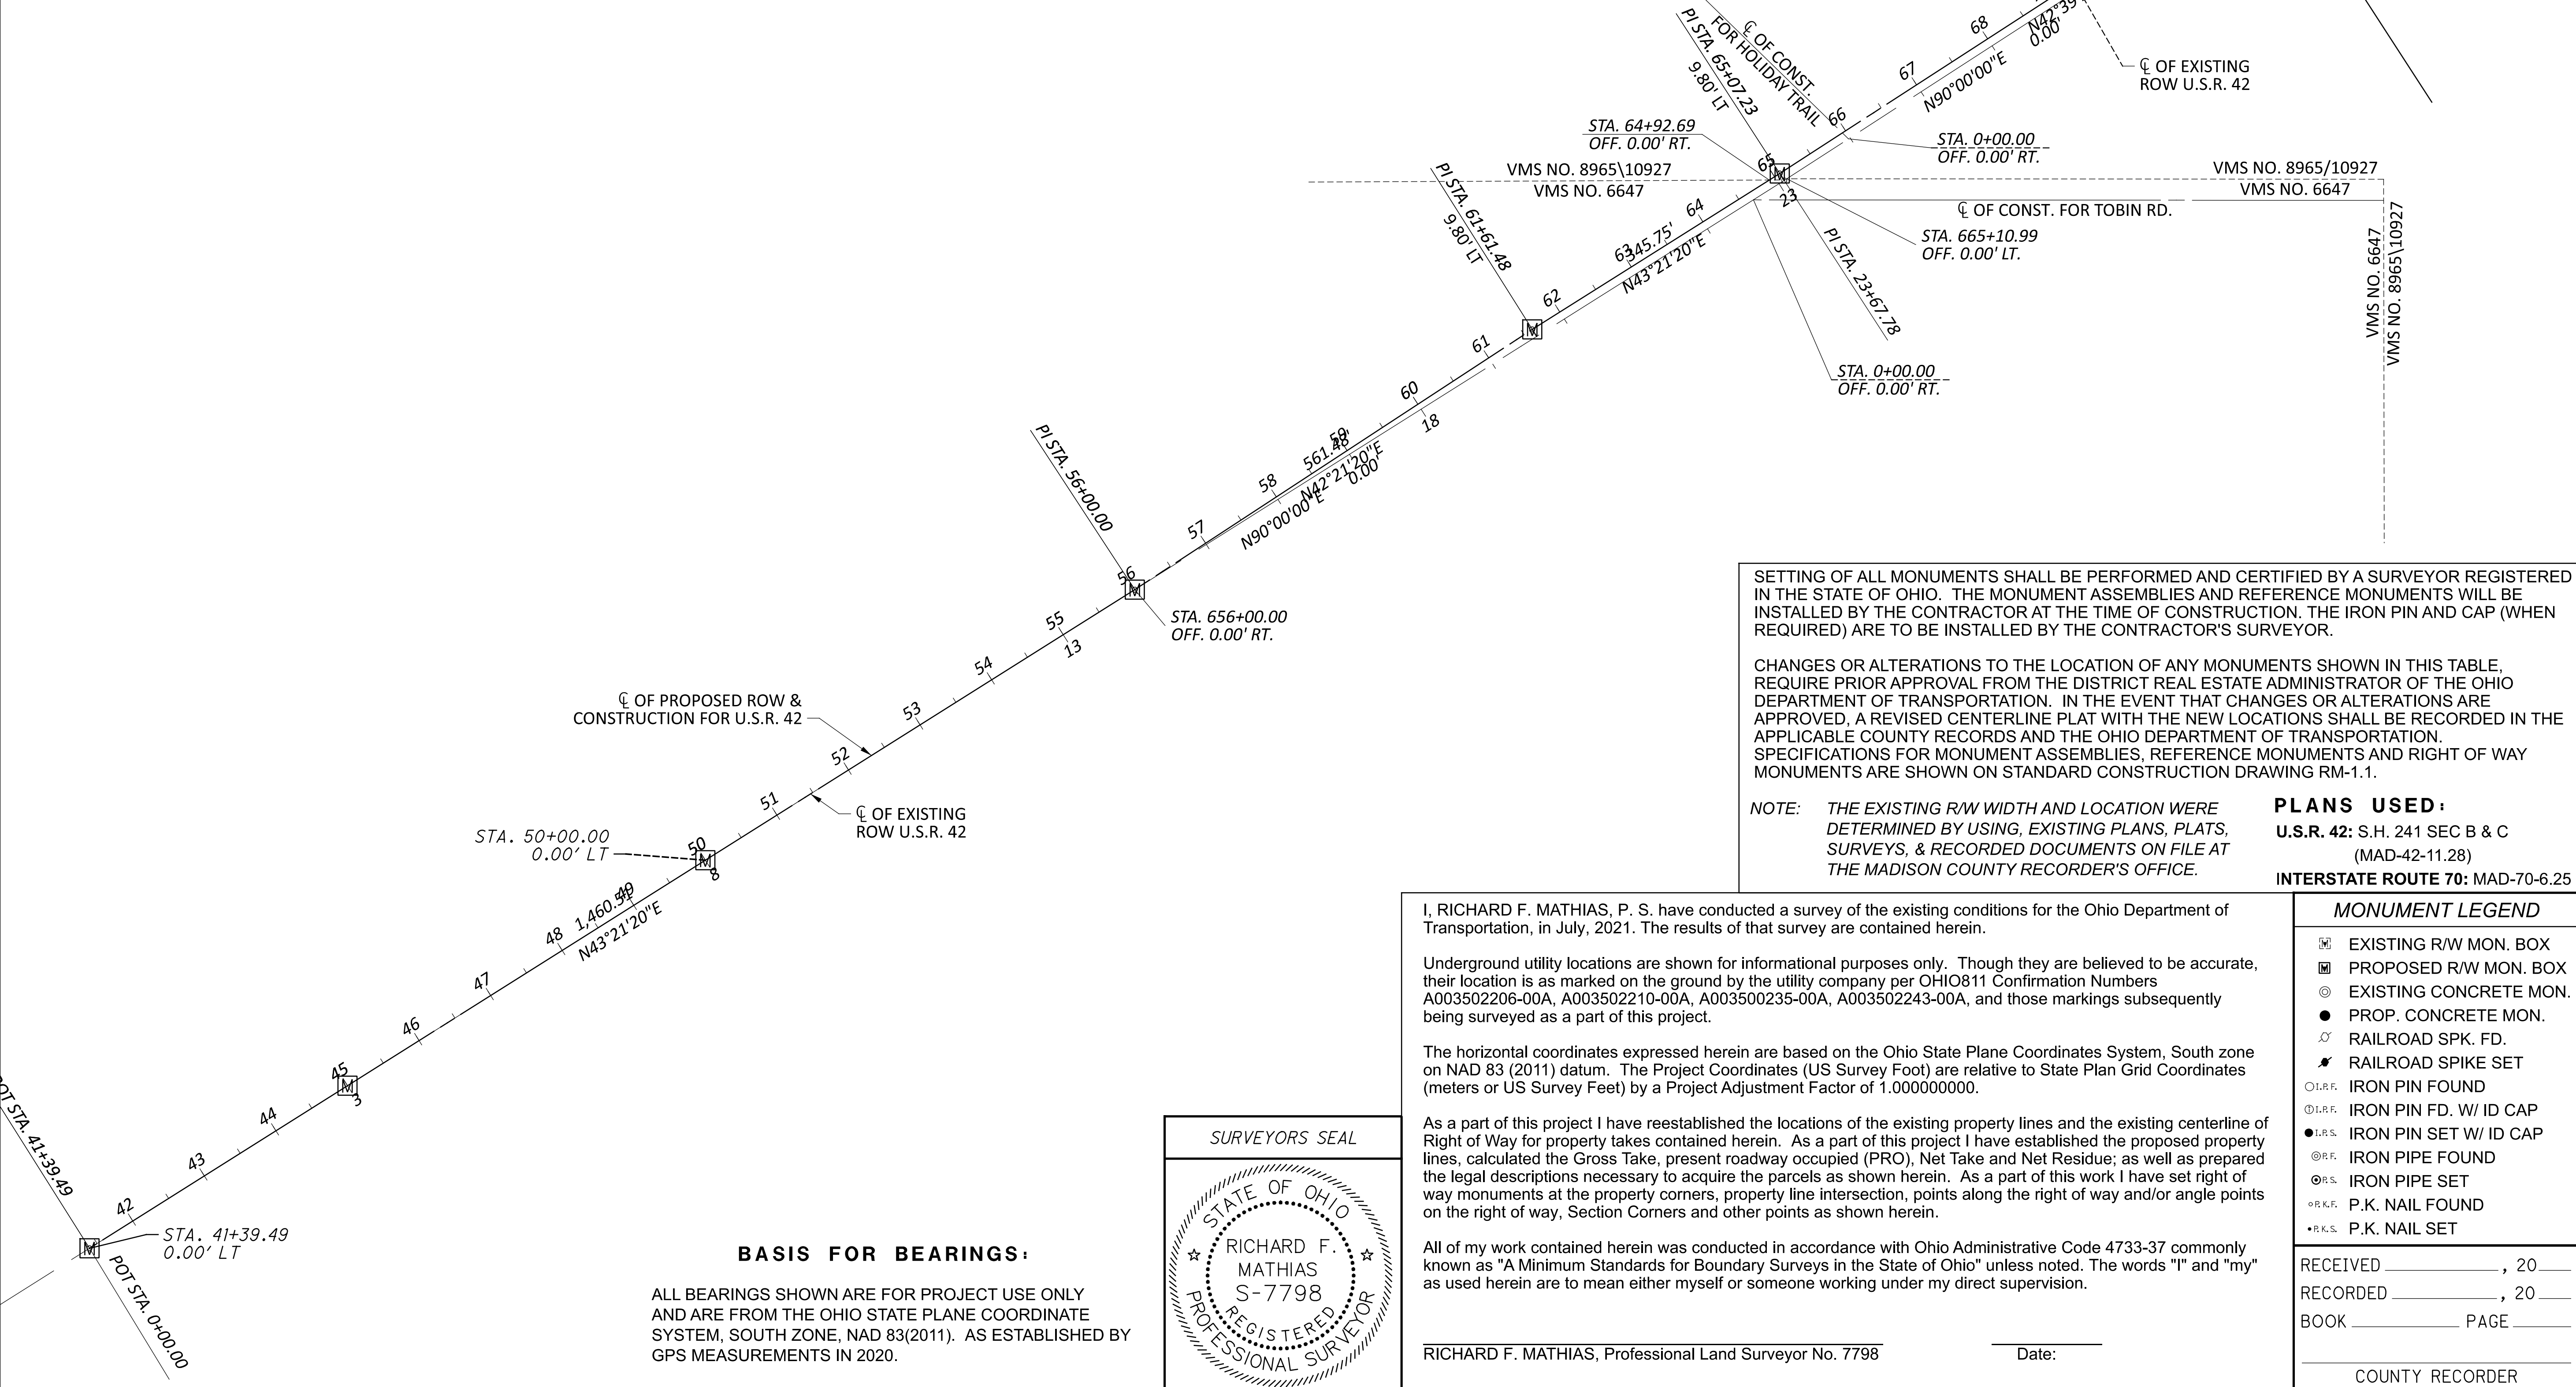 POT STA. 41+39.49
POT STA. 0+00.00
STA. 41+39.49
0.00' LT
42
43
44
45
3
46
47
48
1,460.51'
49
N43°21'20"E
STA. 50+00.00
0.00' LT
50
8
51
52
53
54
55
13
℄ OF EXISTING
ROW U.S.R. 42
℄ OF PROPOSED ROW &
CONSTRUCTION FOR U.S.R. 42
PI STA. 56+00.00
56
STA. 656+00.00
OFF. 0.00' RT.
57
58
59
561.48'
N42°21'20"E
0.00'
N90°00'00"E
60
18
61
PI STA. 61+61.48
9.80' LT
62
63
345.75'
N43°21'20"E
64
65
23
PI STA. 65+07.23
9.80' LT
℄ OF CONST.
FOR HOLIDAY TRAIL
STA. 64+92.69
OFF. 0.00' RT.
VMS NO. 8965\10927
VMS NO. 6647
66
67
68
N90°00'00"E
N42°39'
0.00'
℄ OF EXISTING
ROW U.S.R. 42
STA. 0+00.00
OFF. 0.00' RT.
VMS NO. 8965/10927
VMS NO. 6647
℄ OF CONST. FOR TOBIN RD.
STA. 665+10.99
OFF. 0.00' LT.
PI STA. 23+67.78
STA. 0+00.00
OFF. 0.00' RT.
VMS NO. 6647
VMS NO. 8965\10927
SETTING OF ALL MONUMENTS SHALL BE PERFORMED AND CERTIFIED BY A SURVEYOR REGISTERED
IN THE STATE OF OHIO. THE MONUMENT ASSEMBLIES AND REFERENCE MONUMENTS WILL BE
INSTALLED BY THE CONTRACTOR AT THE TIME OF CONSTRUCTION. THE IRON PIN AND CAP (WHEN
REQUIRED) ARE TO BE INSTALLED BY THE CONTRACTOR'S SURVEYOR.
CHANGES OR ALTERATIONS TO THE LOCATION OF ANY MONUMENTS SHOWN IN THIS TABLE,
REQUIRE PRIOR APPROVAL FROM THE DISTRICT REAL ESTATE ADMINISTRATOR OF THE OHIO
DEPARTMENT OF TRANSPORTATION. IN THE EVENT THAT CHANGES OR ALTERATIONS ARE
APPROVED, A REVISED CENTERLINE PLAT WITH THE NEW LOCATIONS SHALL BE RECORDED IN THE
APPLICABLE COUNTY RECORDS AND THE OHIO DEPARTMENT OF TRANSPORTATION.
SPECIFICATIONS FOR MONUMENT ASSEMBLIES, REFERENCE MONUMENTS AND RIGHT OF WAY
MONUMENTS ARE SHOWN ON STANDARD CONSTRUCTION DRAWING RM-1.1.
NOTE: THE EXISTING R/W WIDTH AND LOCATION WERE
DETERMINED BY USING, EXISTING PLANS, PLATS,
SURVEYS, & RECORDED DOCUMENTS ON FILE AT
THE MADISON COUNTY RECORDER'S OFFICE.
PLANS USED:
U.S.R. 42: S.H. 241 SEC B & C
(MAD-42-11.28)
INTERSTATE ROUTE 70: MAD-70-6.25
I, RICHARD F. MATHIAS, P. S. have conducted a survey of the existing conditions for the Ohio Department of
Transportation, in July, 2021. The results of that survey are contained herein.
Underground utility locations are shown for informational purposes only. Though they are believed to be accurate,
their location is as marked on the ground by the utility company per OHIO811 Confirmation Numbers
A003502206-00A, A003502210-00A, A003500235-00A, A003502243-00A, and those markings subsequently
being surveyed as a part of this project.
The horizontal coordinates expressed herein are based on the Ohio State Plane Coordinates System, South zone
on NAD 83 (2011) datum. The Project Coordinates (US Survey Foot) are relative to State Plan Grid Coordinates
(meters or US Survey Feet) by a Project Adjustment Factor of 1.000000000.
As a part of this project I have reestablished the locations of the existing property lines and the existing centerline of
Right of Way for property takes contained herein. As a part of this project I have established the proposed property
lines, calculated the Gross Take, present roadway occupied (PRO), Net Take and Net Residue; as well as prepared
the legal descriptions necessary to acquire the parcels as shown herein. As a part of this work I have set right of
way monuments at the property corners, property line intersection, points along the right of way and/or angle points
on the right of way, Section Corners and other points as shown herein.
All of my work contained herein was conducted in accordance with Ohio Administrative Code 4733-37 commonly
known as "A Minimum Standards for Boundary Surveys in the State of Ohio" unless noted. The words "I" and "my"
as used herein are to mean either myself or someone working under my direct supervision.
RICHARD F. MATHIAS, Professional Land Surveyor No. 7798
Date:
MONUMENT LEGEND
M EXISTING R/W MON. BOX
M PROPOSED R/W MON. BOX
EXISTING CONCRETE MON.
PROP. CONCRETE MON.
RAILROAD SPK. FD.
RAILROAD SPIKE SET
I.P.F. IRON PIN FOUND
I.P.F. IRON PIN FD. W/ ID CAP
I.P.S. IRON PIN SET W/ ID CAP
P.F. IRON PIPE FOUND
P.S. IRON PIPE SET
P.K.F. P.K. NAIL FOUND
P.K.S. P.K. NAIL SET
RECEIVED , 20
RECORDED , 20
BOOK PAGE
COUNTY RECORDER
SURVEYORS SEAL
STATE OF OHIO
RICHARD F.
MATHIAS
S-7798
REGISTERED
PROFESSIONAL SURVEYOR
BASIS FOR BEARINGS:
ALL BEARINGS SHOWN ARE FOR PROJECT USE ONLY
AND ARE FROM THE OHIO STATE PLANE COORDINATE
SYSTEM, SOUTH ZONE, NAD 83(2011). AS ESTABLISHED BY
GPS MEASUREMENTS IN 2020.